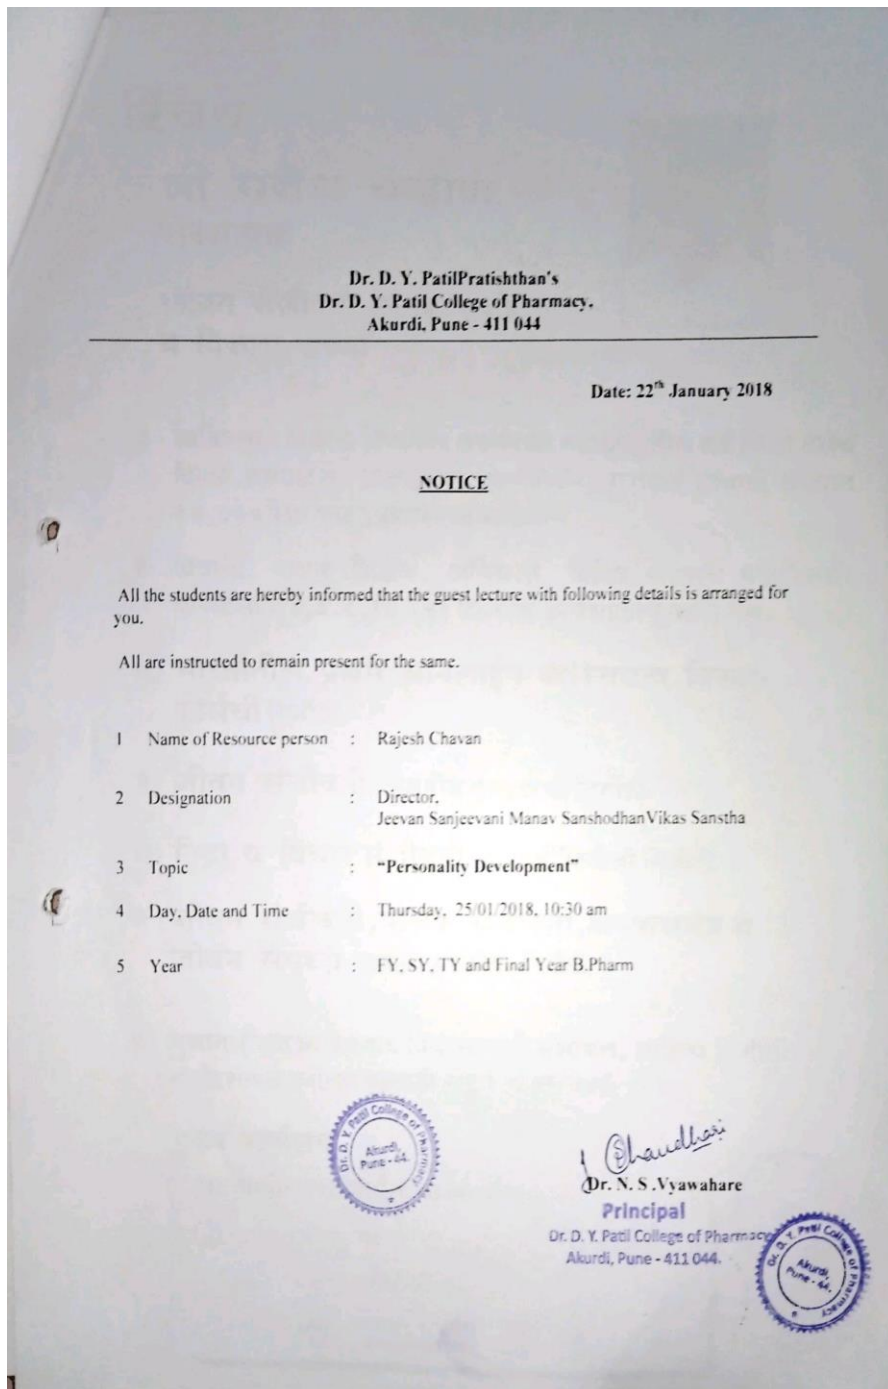 Dr. D. Y. PatilPratishthan's
Dr. D. Y. Patil College of Pharmacy,
Akurdi, Pune - 411 044
Date: 22th January 2018
NOTICE
All the students are hereby informed that the guest lecture with following details is arranged for
you.
All are instructed to remain present for the same.
1 Name of Resource person : Rajesh Chavan
2 Designation : Director,
Jeevan Sanjeevani Manav SanshodhanVikas Sanstha
3 Topic : “Personality Development”
4 Day, Date and Time : Thursday, 25/01/2018, 10:30 am
5 Year : FY, SY, TY and Final Year B.Pharm
Dr. D. Y. Patil College of Pharmacy
Akurdi,
Pune - 44.
Chaudhari
Dr. N. S .Vyawahare
Principal
Dr. D. Y. Patil College of Pharmacy
Akurdi, Pune - 411 044.
Dr. D. Y. Patil College of Pharmacy
Akurdi,
Pune - 44.